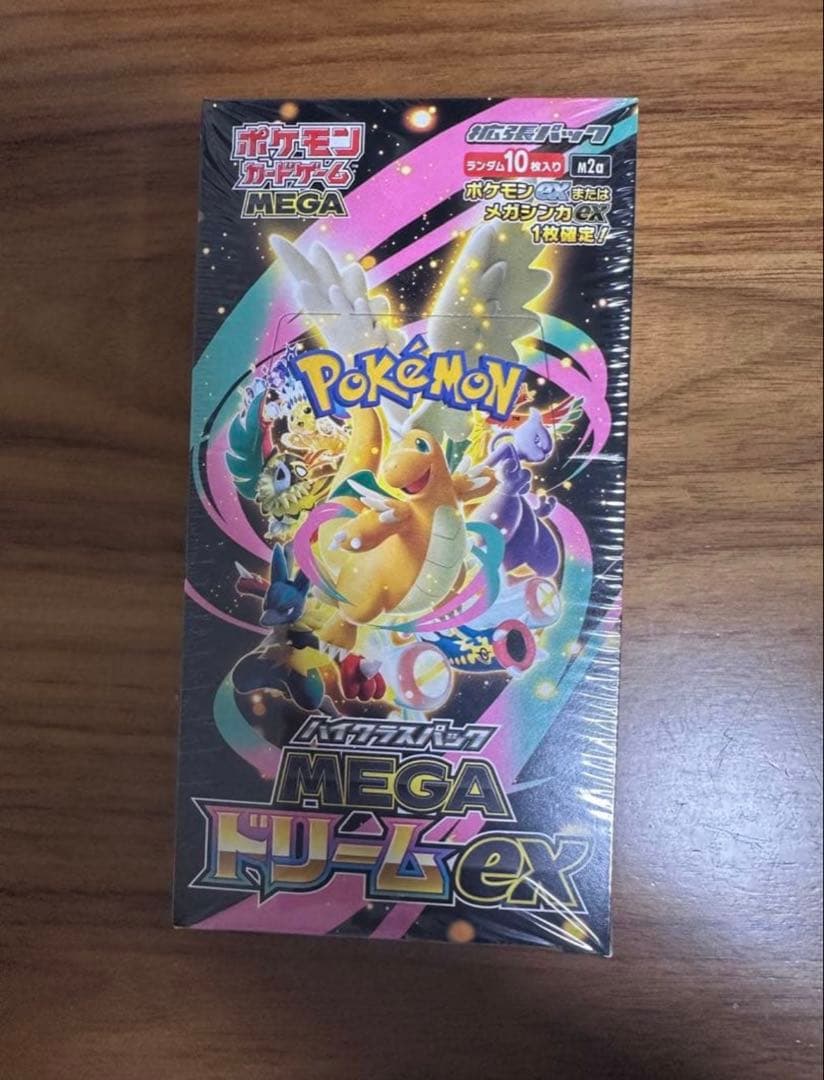 ポケモン
カードゲーム
MEGA
拡張パック
ランダム10枚入り M2a
ポケモンexまたは
メガシンカex
1枚確定!
POKéMON
ハイクラスパック
MEGA
ドリームex